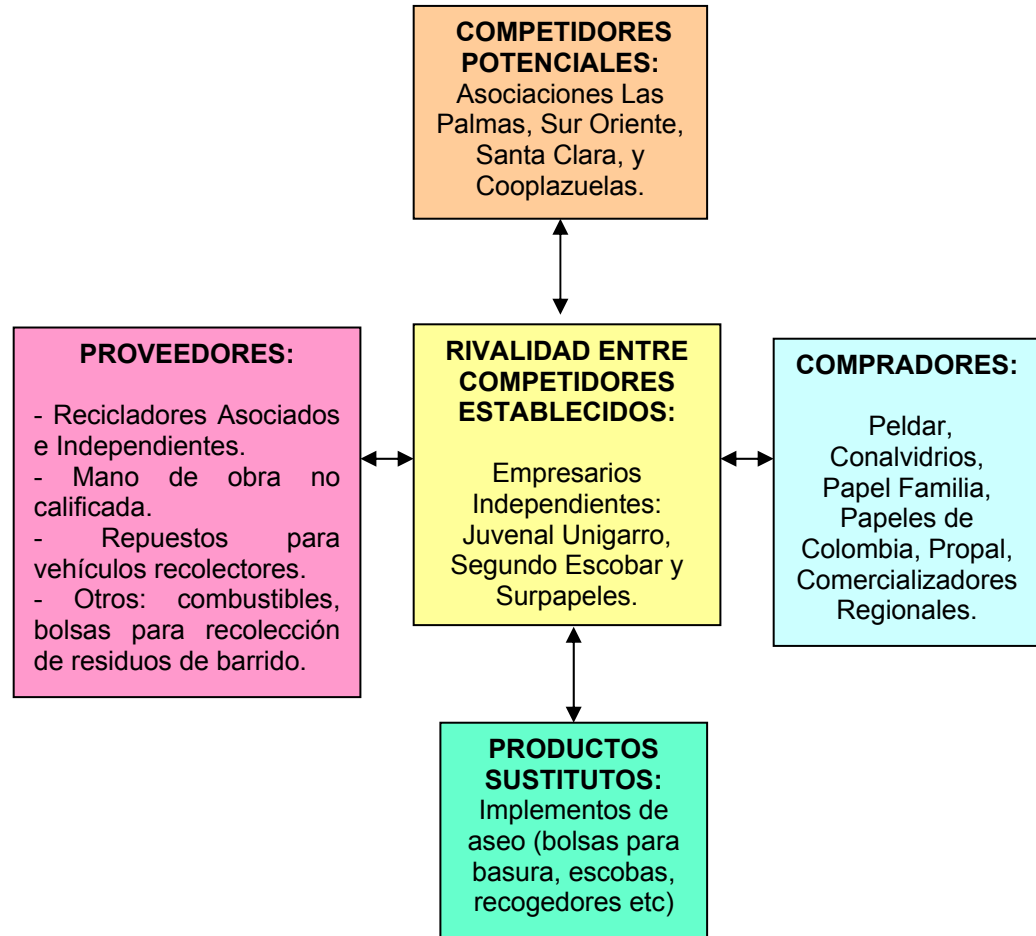 COMPETIDORES
POTENCIALES:
Asociaciones Las
Palmas, Sur Oriente,
Santa Clara, y
Cooplazuelas.
PROVEEDORES:
- Recicladores Asociados
e Independientes.
- Mano de obra no
calificada.
- Repuestos para
vehículos recolectores.
- Otros: combustibles,
bolsas para recolección
de residuos de barrido.
RIVALIDAD ENTRE
COMPETIDORES
ESTABLECIDOS:
Empresarios
Independientes:
Juvenal Unigarro,
Segundo Escobar y
Surpapeles.
COMPRADORES:
Peldar,
Conalvidrios,
Papel Familia,
Papeles de
Colombia, Propal,
Comercializadores
Regionales.
PRODUCTOS
SUSTITUTOS:
Implementos de
aseo (bolsas para
basura, escobas,
recogedores etc)